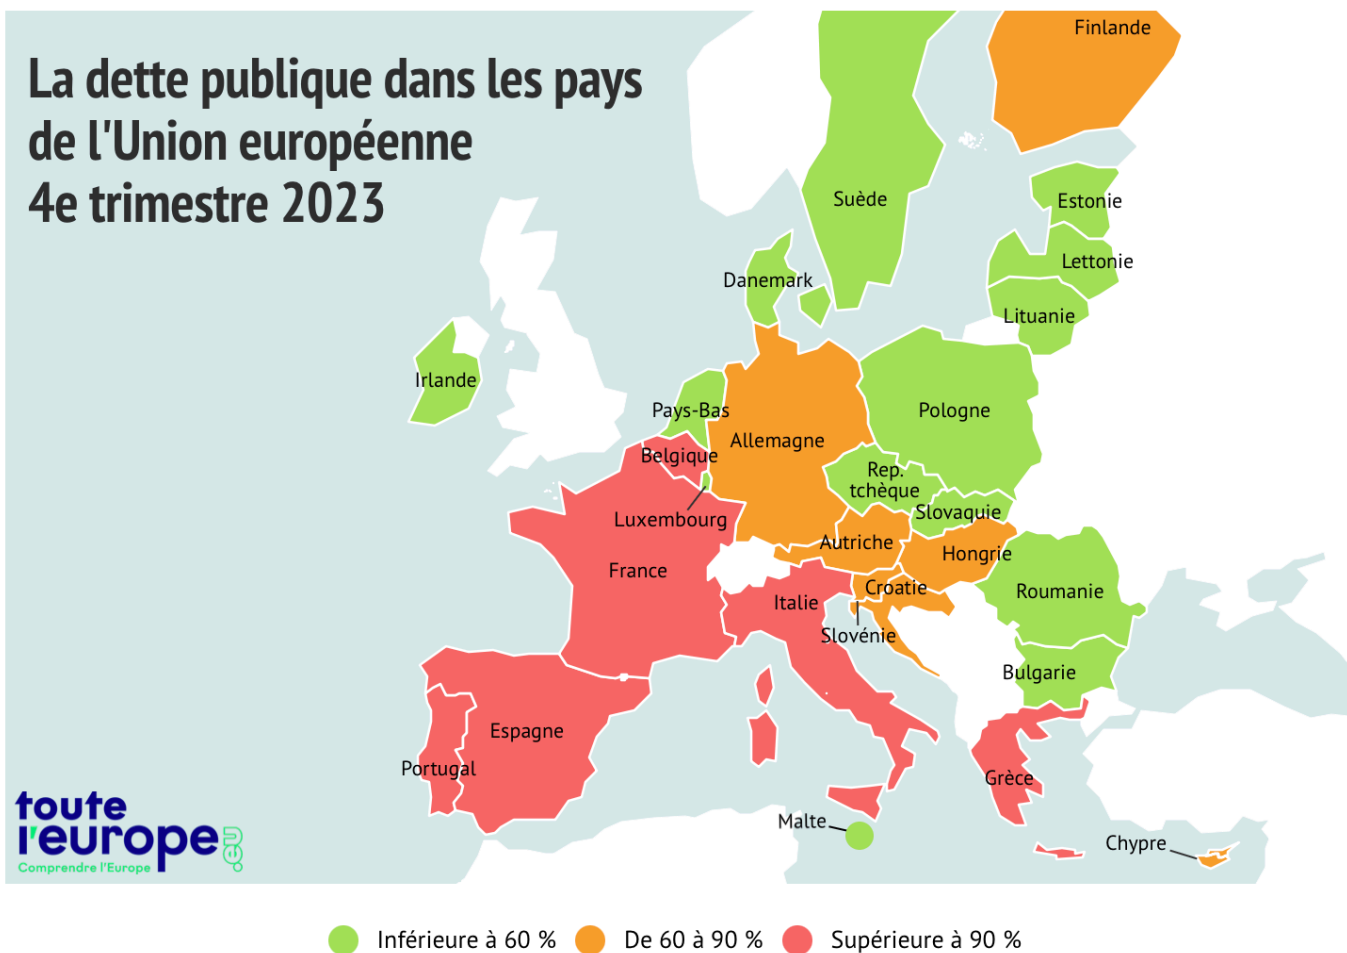 La dette publique dans les pays
de l'Union européenne
4e trimestre 2023
Finlande
Suède
Estonie
Lettonie
Danemark
Lituanie
Irlande
Pays-Bas
Pologne
Allemagne
Belgique
Rep.
tchèque
Slovaquie
Luxembourg
Autriche
Hongrie
France
Croatie
Roumanie
Italie
Slovénie
Bulgarie
Espagne
Portugal
Grèce
toute
l'europe
.eu
Comprendre l'Europe
Malte
Chypre
Inférieure à 60 % De 60 à 90 % Supérieure à 90 %